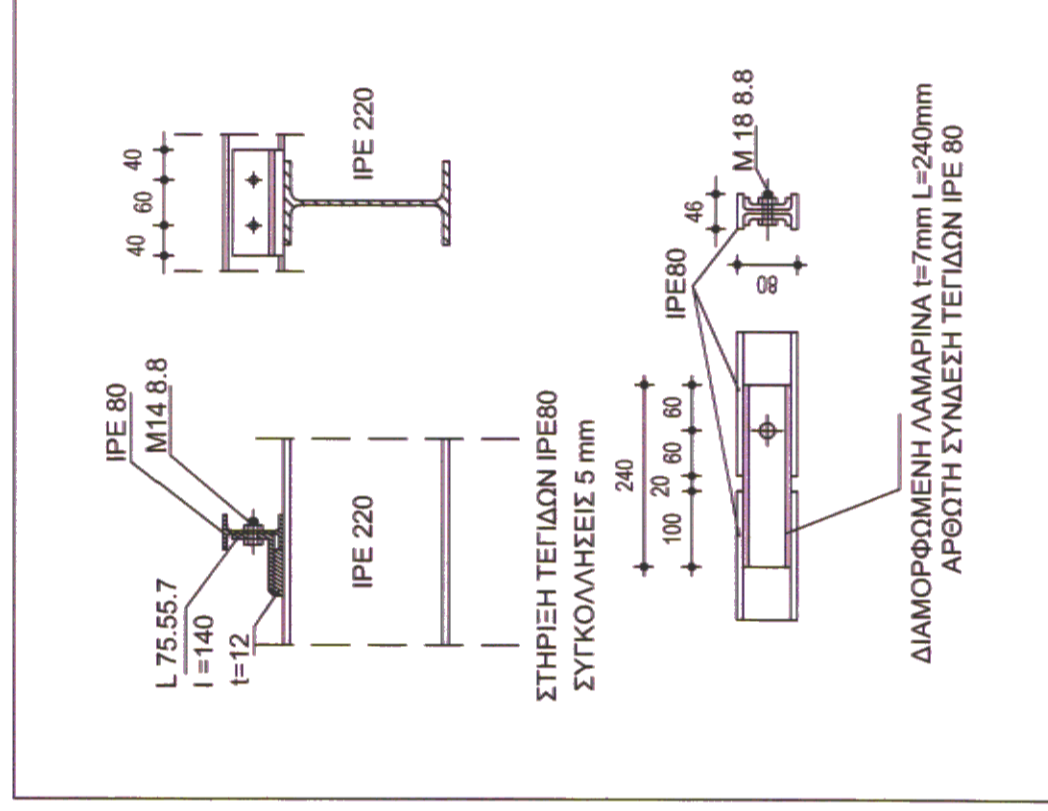 IPE 80
M14 8.8
L 75.55.7
l =140
t=12
IPE 220
40 60 40
IPE 220
ΣΤΗΡΙΞΗ ΤΕΓΙΔΩΝ IPE80
ΣΥΓΚΟΛΛΗΣΕΙΣ 5 mm
240
100 20 60 60
IPE80
46
80
M 18 8.8
ΔΙΑΜΟΡΦΩΜΕΝΗ ΛΑΜΑΡΙΝΑ t=7mm L=240mm
ΑΡΘΩΤΗ ΣΥΝΔΕΣΗ ΤΕΓΙΔΩΝ IPE 80